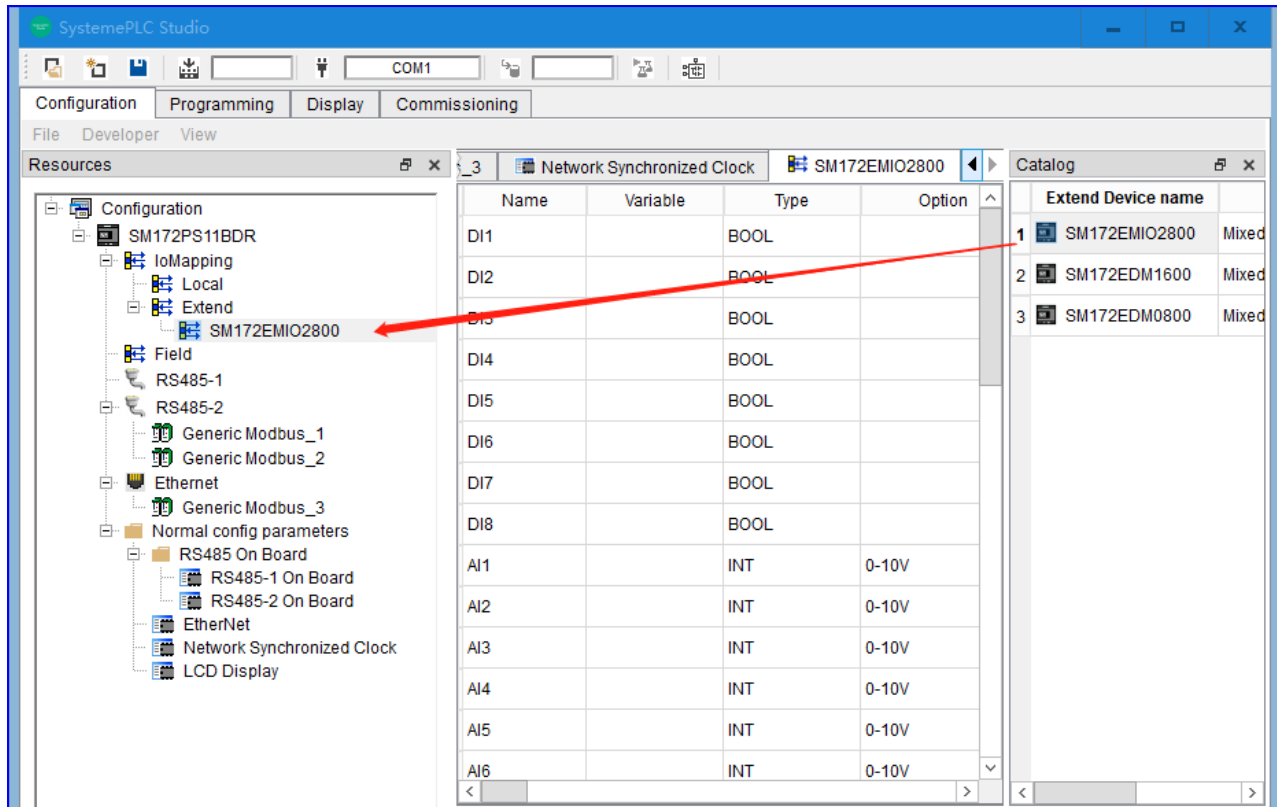 SystemePLC Studio
COM1
Configuration Programming Display Commissioning
File Developer View
Resources
Configuration
SM172PS11BDR
IoMapping
Local
Extend
SM172EMIO2800
Field
RS485-1
RS485-2
Generic Modbus_1
Generic Modbus_2
Ethernet
Generic Modbus_3
Normal config parameters
RS485 On Board
RS485-1 On Board
RS485-2 On Board
EtherNet
Network Synchronized Clock
LCD Display
_3 Network Synchronized Clock SM172EMIO2800
Name Variable Type Option
DI1 BOOL
DI2 BOOL
DI3 BOOL
DI4 BOOL
DI5 BOOL
DI6 BOOL
DI7 BOOL
DI8 BOOL
AI1 INT 0-10V
AI2 INT 0-10V
AI3 INT 0-10V
AI4 INT 0-10V
AI5 INT 0-10V
AI6 INT 0-10V
Catalog
Extend Device name
1 SM172EMIO2800 Mixed
2 SM172EDM1600 Mixed
3 SM172EDM0800 Mixed